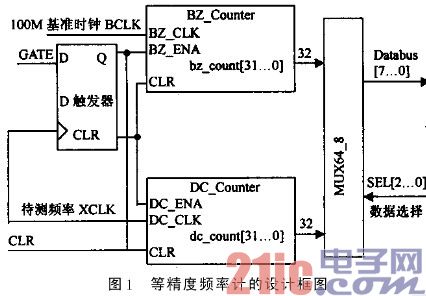 100M 基准时钟 BCLK
BZ_Counter
BZ_CLK
BZ_ENA
bz_count[31…0]
CLR
32
GATE
D
Q
D 触发器
CLR
MUX64_8
Databus
[7…0]
SEL[2…0]
数据选择
DC_Counter
DC_ENA
DC_CLK
dc_count[31…0]
CLR
32
待测频率 XCLK
CLR
21ic 电子网
.com
图1 等精度频率计的设计框图